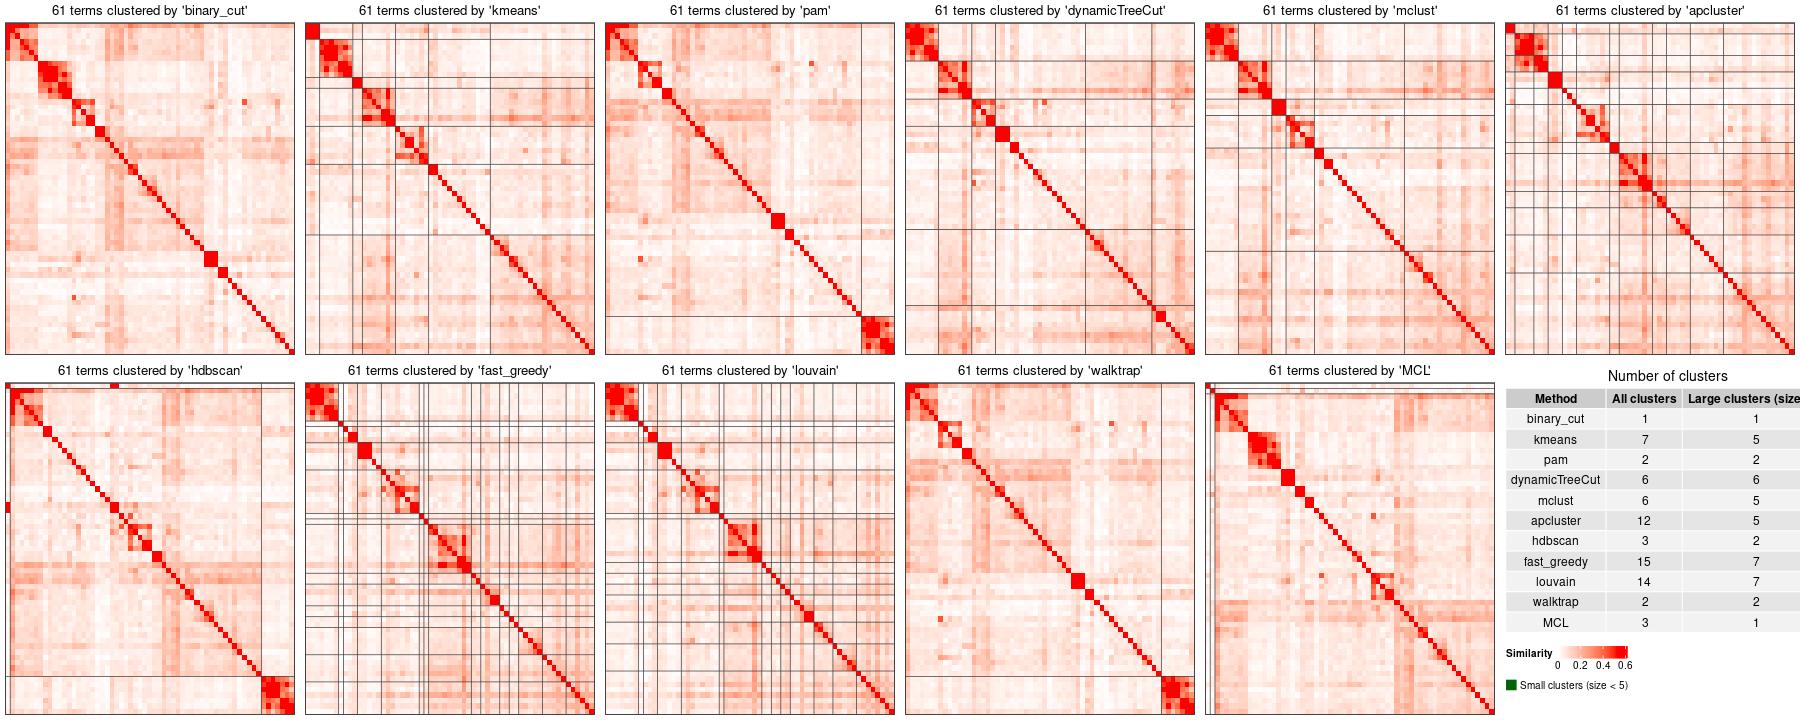 61 terms clustered by 'binary_cut'
61 terms clustered by 'kmeans'
61 terms clustered by 'pam'
61 terms clustered by 'dynamicTreeCut'
61 terms clustered by 'mclust'
61 terms clustered by 'apcluster'
61 terms clustered by 'hdbscan'
61 terms clustered by 'fast_greedy'
61 terms clustered by 'louvain'
61 terms clustered by 'walktrap'
61 terms clustered by 'MCL'
Number of clusters
Method All clusters Large clusters (size
binary_cut 1 1
kmeans 7 5
pam 2 2
dynamicTreeCut 6 6
mclust 6 5
apcluster 12 5
hdbscan 3 2
fast_greedy 15 7
louvain 14 7
walktrap 2 2
MCL 3 1
Similarity
0 0.2 0.4 0.6
Small clusters (size < 5)